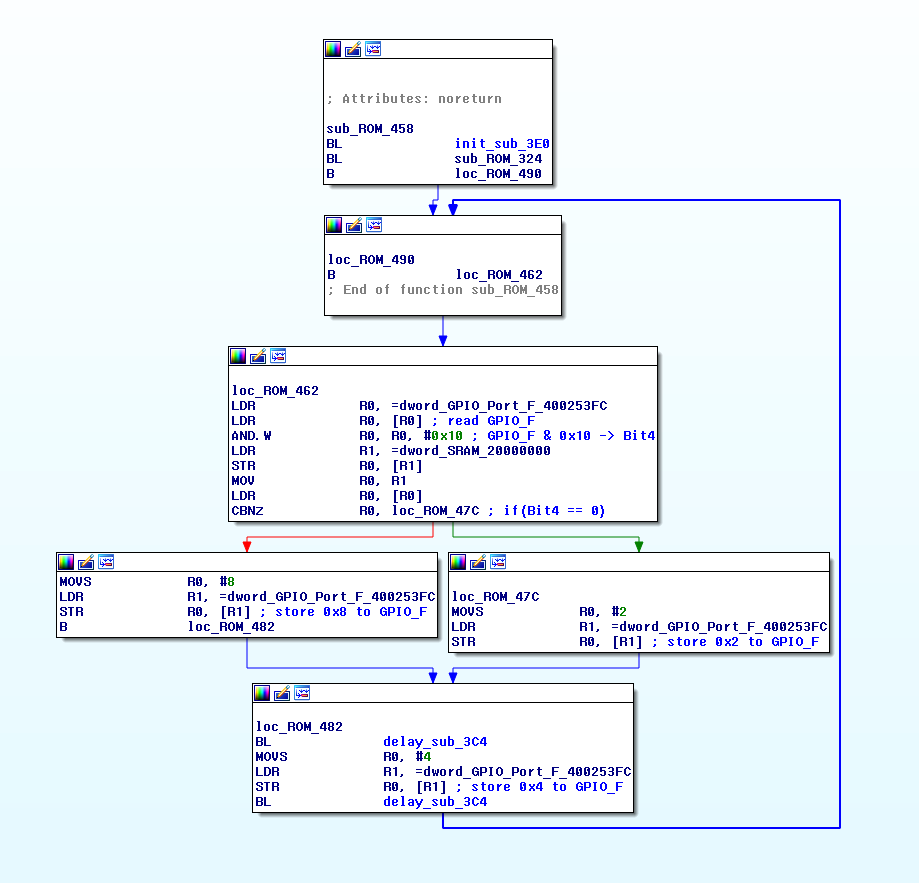 ; Attributes: noreturn
sub_ROM_458
BL init_sub_3E0
BL sub_ROM_324
B loc_ROM_490
loc_ROM_490
B loc_ROM_462
; End of function sub_ROM_458
loc_ROM_462
LDR R0, =dword_GPIO_Port_F_400253FC
LDR R0, [R0] ; read GPIO_F
AND.W R0, R0, #0x10 ; GPIO_F & 0x10 -> Bit4
LDR R1, =dword_SRAM_20000000
STR R0, [R1]
MOV R0, R1
LDR R0, [R0]
CBNZ R0, loc_ROM_47C ; if(Bit4 == 0)
MOVS R0, #8
LDR R1, =dword_GPIO_Port_F_400253FC
STR R0, [R1] ; store 0x8 to GPIO_F
B loc_ROM_482
loc_ROM_47C
MOVS R0, #2
LDR R1, =dword_GPIO_Port_F_400253FC
STR R0, [R1] ; store 0x2 to GPIO_F
loc_ROM_482
BL delay_sub_3C4
MOVS R0, #4
LDR R1, =dword_GPIO_Port_F_400253FC
STR R0, [R1] ; store 0x4 to GPIO_F
BL delay_sub_3C4